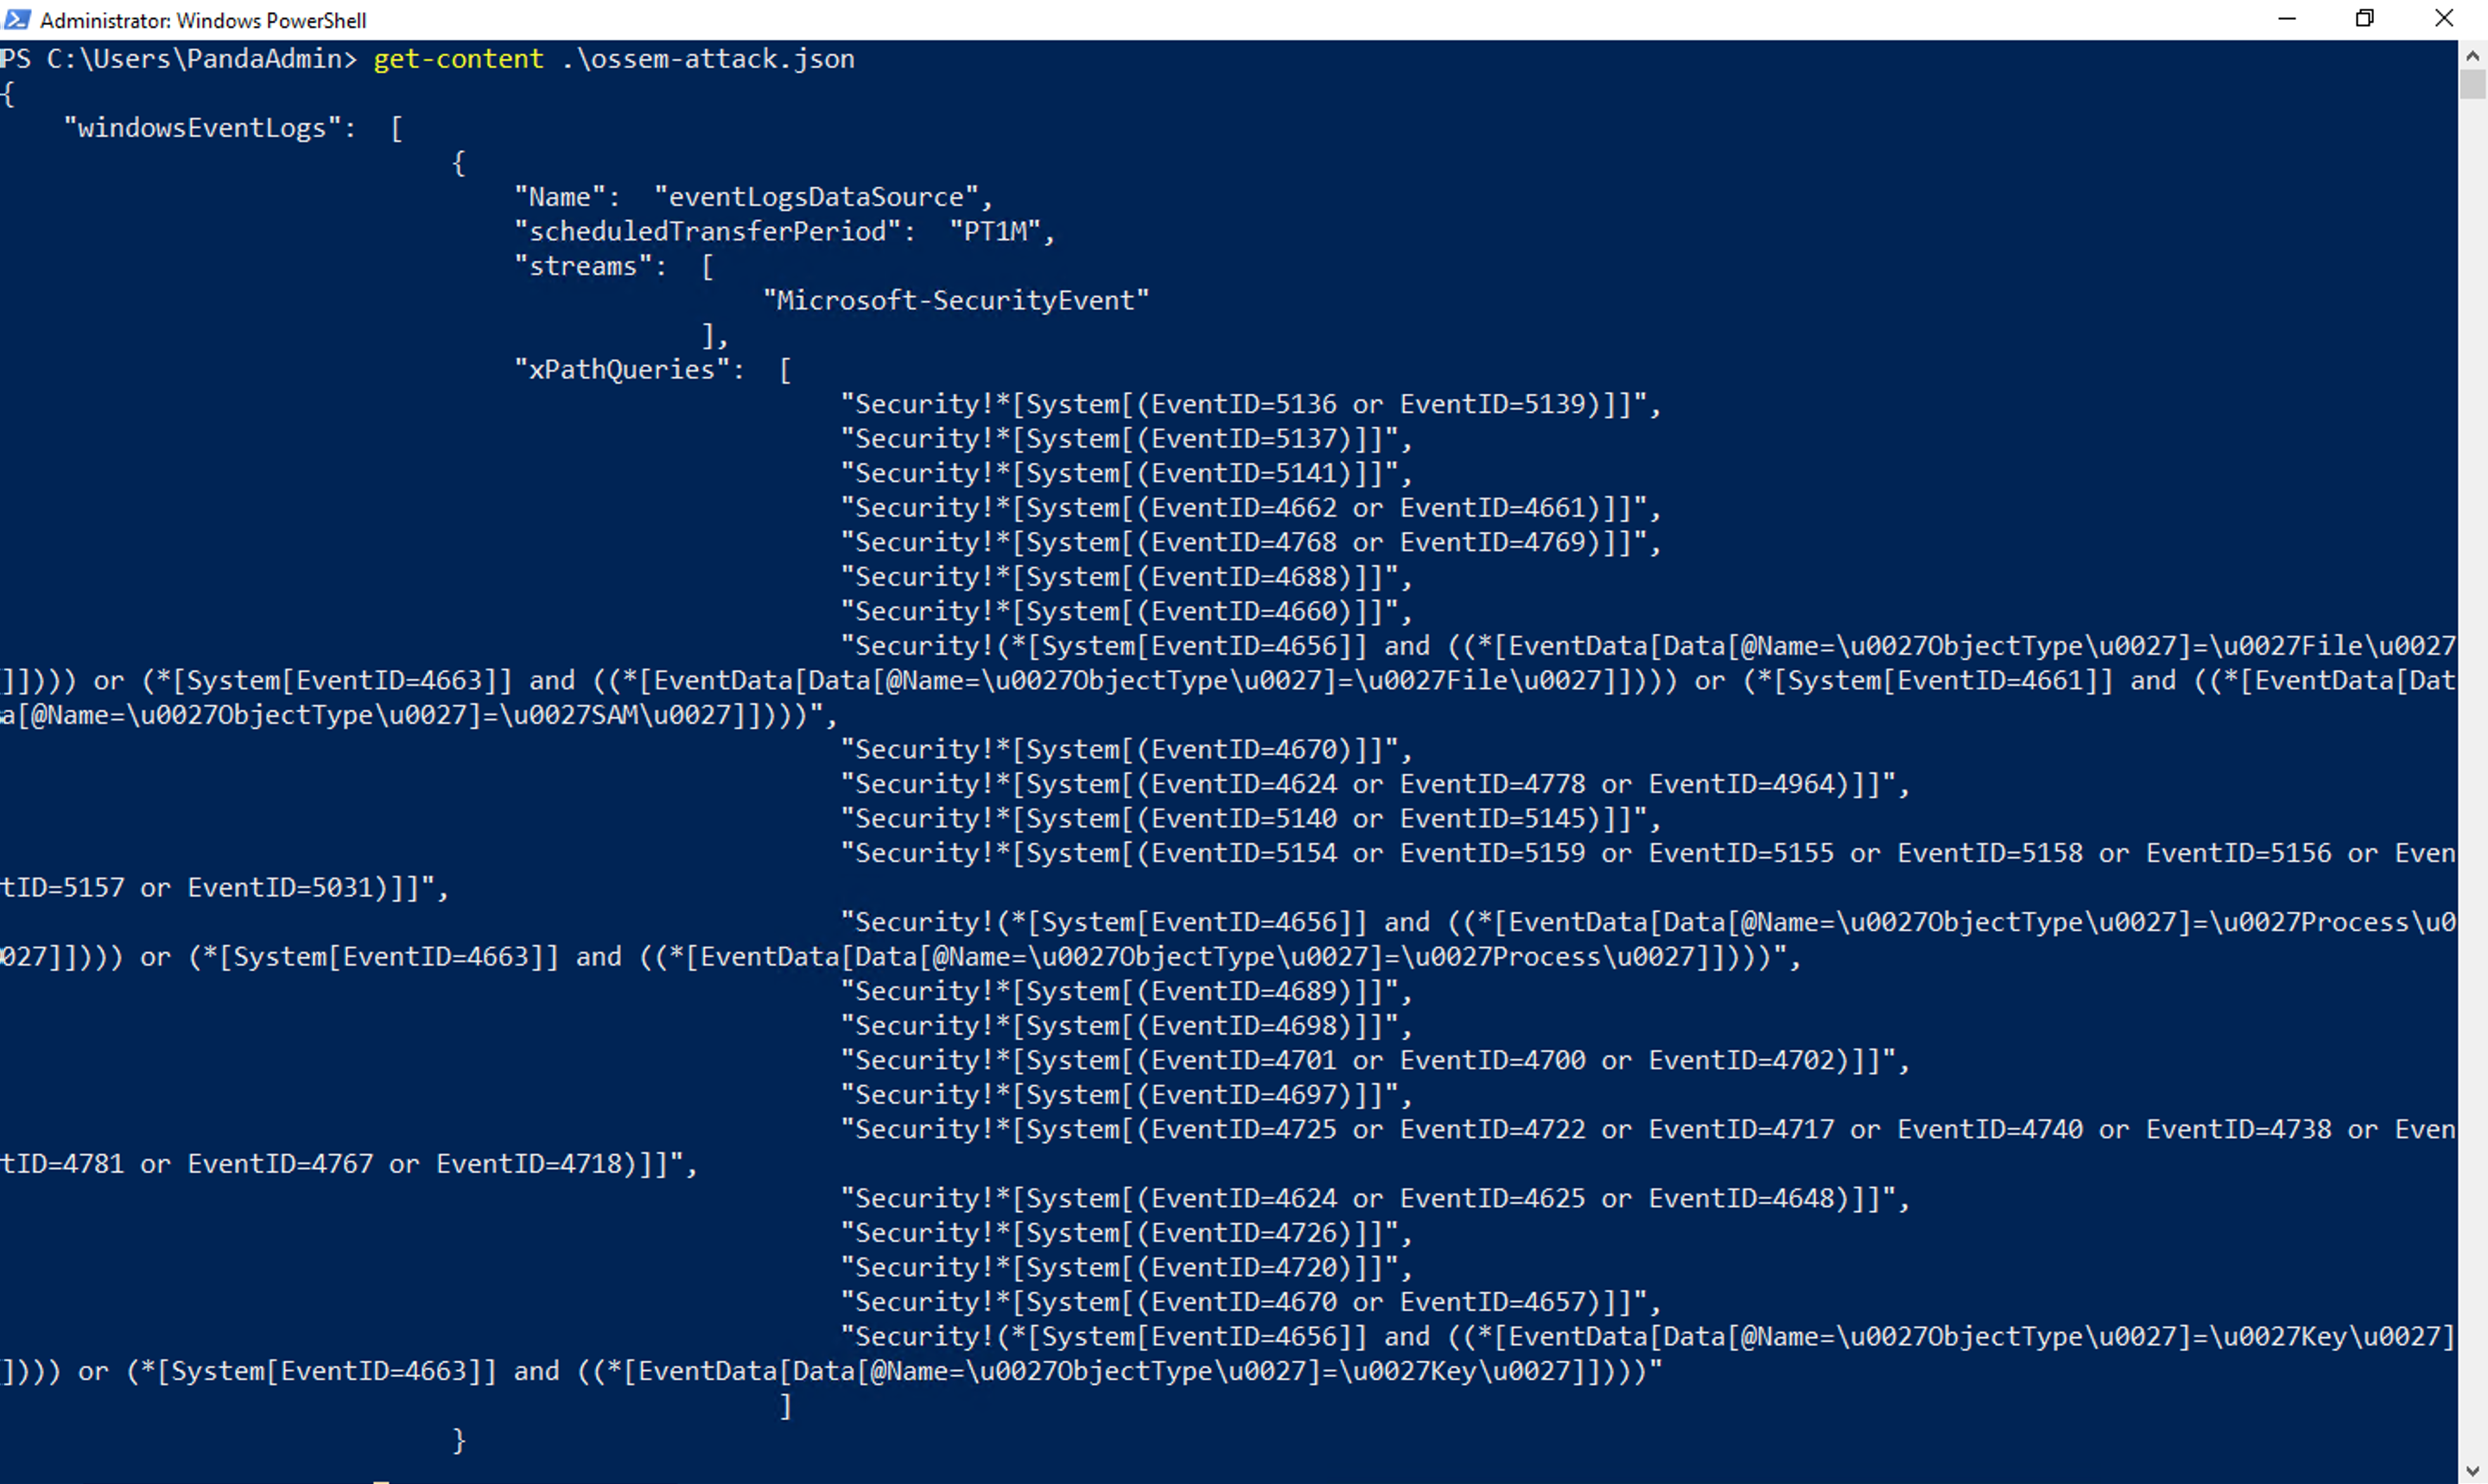 Administrator: Windows PowerShell
PS C:\Users\PandaAdmin> get-content .\ossem-attack.json
{
    "windowsEventLogs":  [
                             {
                                 "Name":  "eventLogsDataSource",
                                 "scheduledTransferPeriod":  "PT1M",
                                 "streams":  [
                                                 "Microsoft-SecurityEvent"
                                             ],
                                 "xPathQueries":  [
                                                      "Security!*[System[(EventID=5136 or EventID=5139)]]",
                                                      "Security!*[System[(EventID=5137)]]",
                                                      "Security!*[System[(EventID=5141)]]",
                                                      "Security!*[System[(EventID=4662 or EventID=4661)]]",
                                                      "Security!*[System[(EventID=4768 or EventID=4769)]]",
                                                      "Security!*[System[(EventID=4688)]]",
                                                      "Security!*[System[(EventID=4660)]]",
                                                      "Security!(*[System[EventID=4656]] and ((*[EventData[Data[@Name=\u0027ObjectType\u0027]=\u0027File\u0027
]]))) or (*[System[EventID=4663]] and ((*[EventData[Data[@Name=\u0027ObjectType\u0027]=\u0027File\u0027]]))) or (*[System[EventID=4661]] and ((*[EventData[Dat
a[@Name=\u0027ObjectType\u0027]=\u0027SAM\u0027]])))",
                                                      "Security!*[System[(EventID=4670)]]",
                                                      "Security!*[System[(EventID=4624 or EventID=4778 or EventID=4964)]]",
                                                      "Security!*[System[(EventID=5140 or EventID=5145)]]",
                                                      "Security!*[System[(EventID=5154 or EventID=5159 or EventID=5155 or EventID=5158 or EventID=5156 or Even
tID=5157 or EventID=5031)]]",
                                                      "Security!(*[System[EventID=4656]] and ((*[EventData[Data[@Name=\u0027ObjectType\u0027]=\u0027Process\u0
027]]))) or (*[System[EventID=4663]] and ((*[EventData[Data[@Name=\u0027ObjectType\u0027]=\u0027Process\u0027]])))",
                                                      "Security!*[System[(EventID=4689)]]",
                                                      "Security!*[System[(EventID=4698)]]",
                                                      "Security!*[System[(EventID=4701 or EventID=4700 or EventID=4702)]]",
                                                      "Security!*[System[(EventID=4697)]]",
                                                      "Security!*[System[(EventID=4725 or EventID=4722 or EventID=4717 or EventID=4740 or EventID=4738 or Even
tID=4781 or EventID=4767 or EventID=4718)]]",
                                                      "Security!*[System[(EventID=4624 or EventID=4625 or EventID=4648)]]",
                                                      "Security!*[System[(EventID=4726)]]",
                                                      "Security!*[System[(EventID=4720)]]",
                                                      "Security!*[System[(EventID=4670 or EventID=4657)]]",
                                                      "Security!(*[System[EventID=4656]] and ((*[EventData[Data[@Name=\u0027ObjectType\u0027]=\u0027Key\u0027]
]))) or (*[System[EventID=4663]] and ((*[EventData[Data[@Name=\u0027ObjectType\u0027]=\u0027Key\u0027]])))"
                                                  ]
                             }